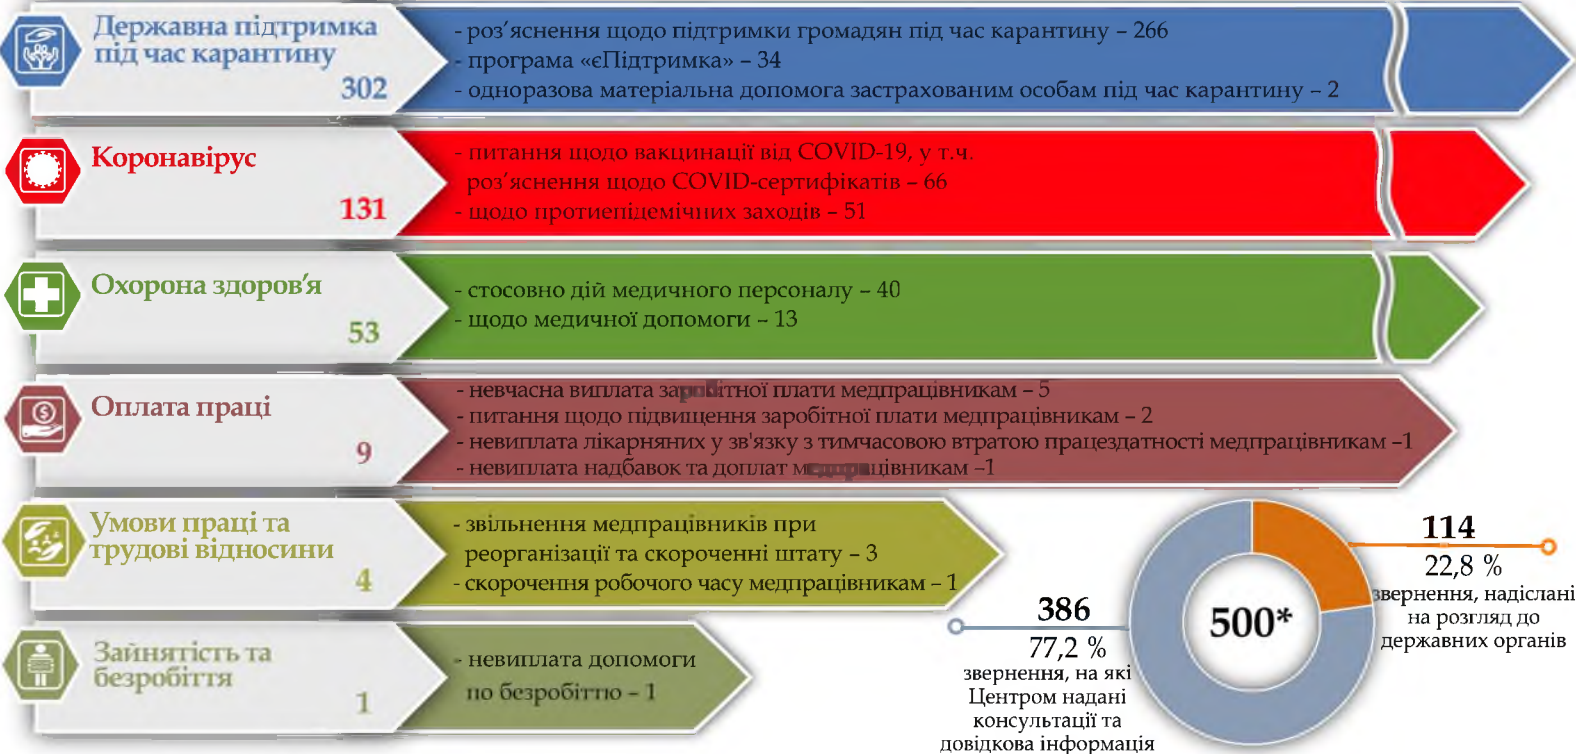 Державна підтримка
під час карантину
302
- роз’яснення щодо підтримки громадян під час карантину – 266
- програма «єПідтримка» – 34
- одноразова матеріальна допомога застрахованим особам під час карантину – 2
Коронавірус
131
- питання щодо вакцинації від COVID-19, у т.ч.
роз’яснення щодо COVID-сертифікатів – 66
- щодо протиепідемічних заходів – 51
Охорона здоров’я
53
- стосовно дій медичного персоналу – 40
- щодо медичної допомоги – 13
Оплата праці
9
- невчасна виплата заробітної плати медпрацівникам – 5
- питання щодо підвищення заробітної плати медпрацівникам – 2
- невиплата лікарняних у зв'язку з тимчасовою втратою працездатності медпрацівникам –1
- невиплата надбавок та доплат медпрацівникам –1
Умови праці та
трудові відносини
4
- звільнення медпрацівників при
реорганізації та скороченні штату – 3
- скорочення робочого часу медпрацівникам – 1
Зайнятість та
безробіття
1
- невиплата допомоги
по безробіттю – 1
500*
114
22,8 %
звернення, надіслані
на розгляд до
державних органів
386
77,2 %
звернення, на які
Центром надані
консультації та
довідкова інформація